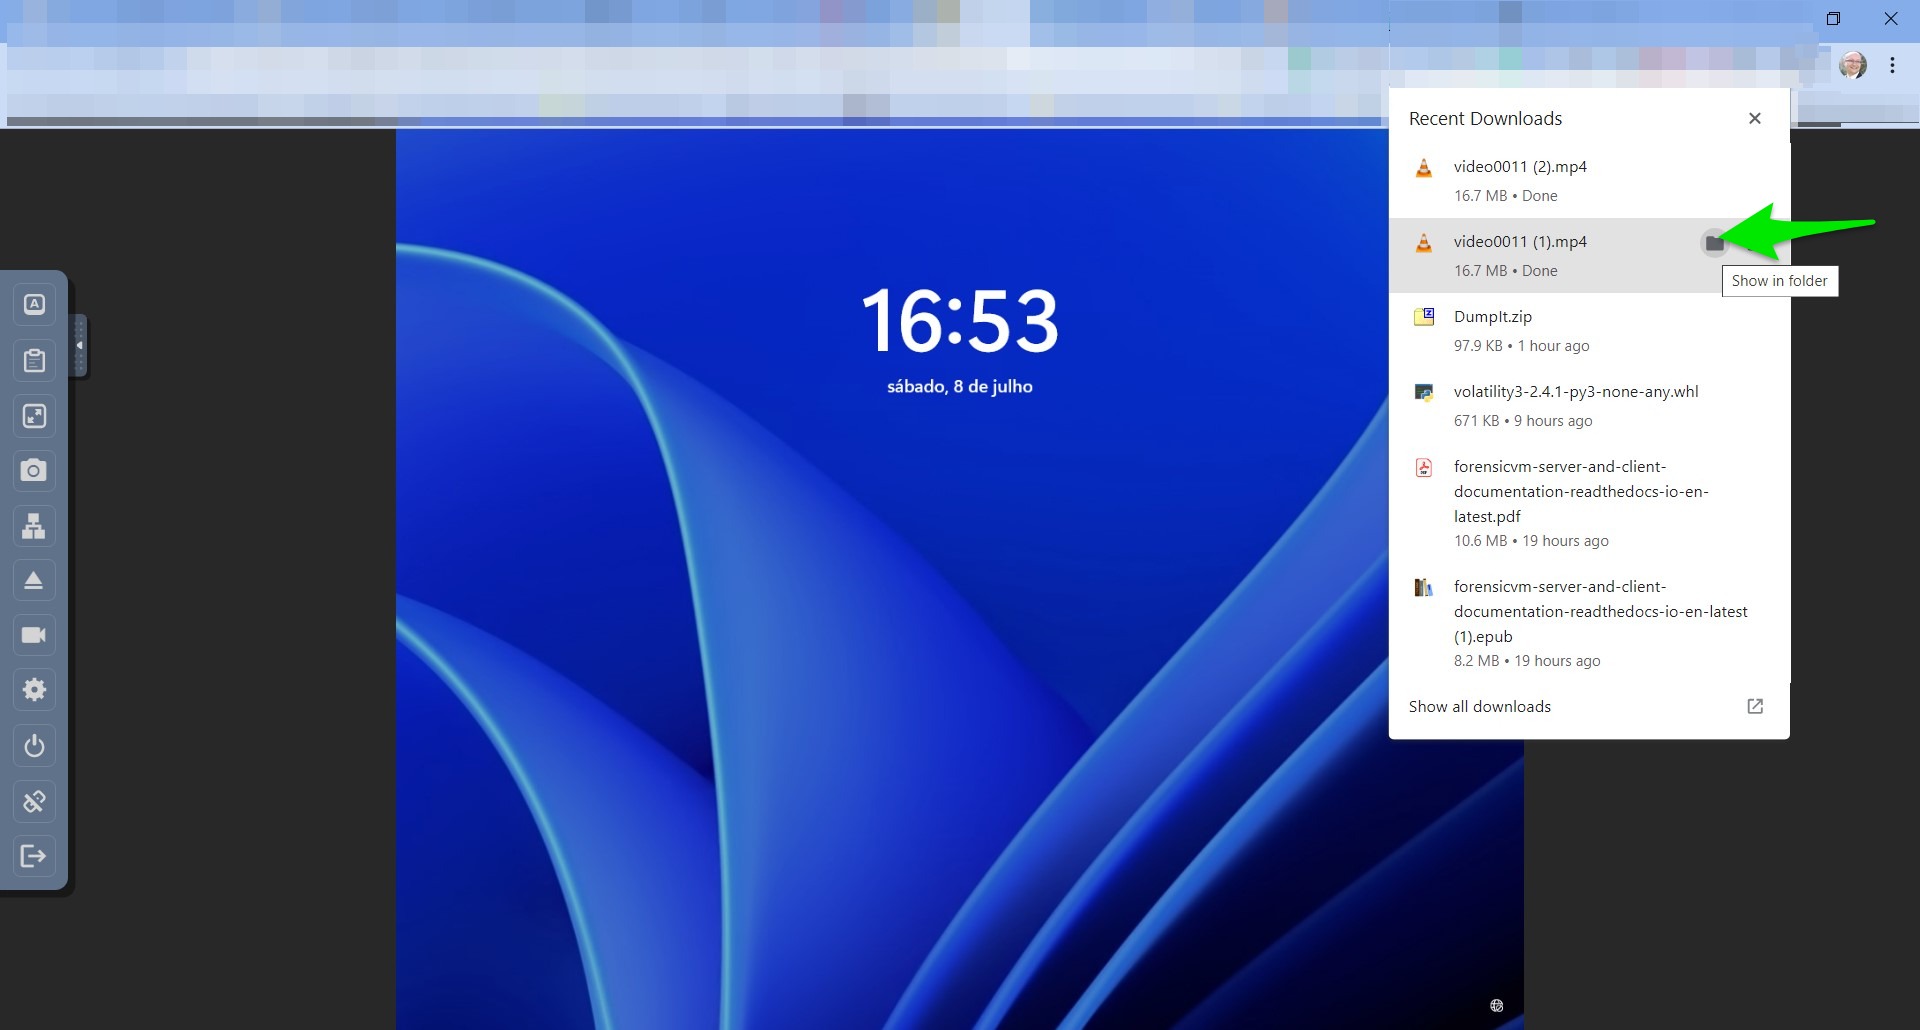 Recent Downloads
video0011 (2).mp4
16.7 MB • Done
video0011 (1).mp4
16.7 MB • Done
Show in folder
DumpIt.zip
97.9 KB • 1 hour ago
volatility3-2.4.1-py3-none-any.whl
671 KB • 9 hours ago
forensicvm-server-and-client-
documentation-readthedocs-io-en-
latest.pdf
10.6 MB • 19 hours ago
forensicvm-server-and-client-
documentation-readthedocs-io-en-latest
(1).epub
8.2 MB • 19 hours ago
Show all downloads
16:53
sábado, 8 de julho
A